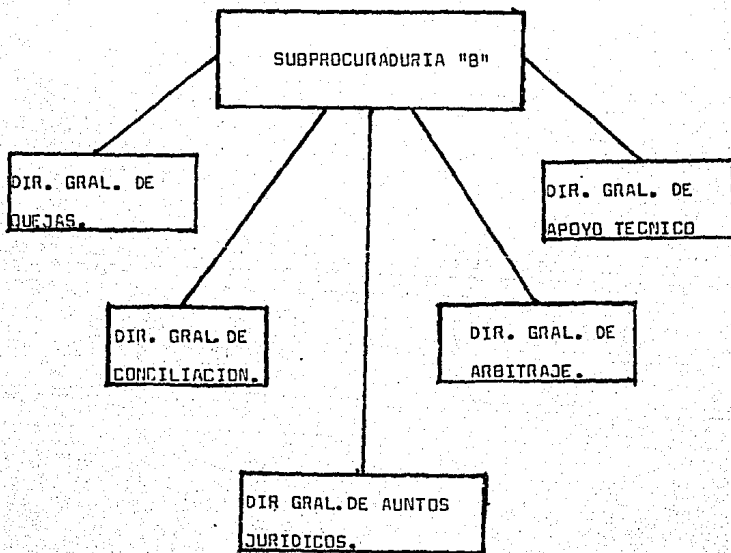 SUBPROCURADURIA "B"
DIR. GRAL. DE
QUEJAS.
DIR. GRAL. DE
APOYO TECNICO
DIR. GRAL. DE
CONCILIACION.
DIR. GRAL. DE
ARBITRAJE.
DIR GRAL. DE AUNTOS
JURIDICOS.